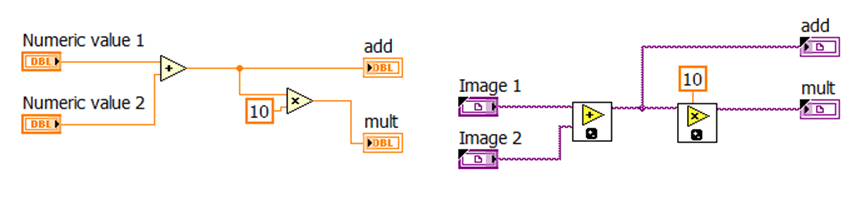 Numeric value 1
DBL
+
add
DBL
Numeric value 2
DBL
10
×
mult
DBL
add
Image 1
10
+
×
mult
Image 2